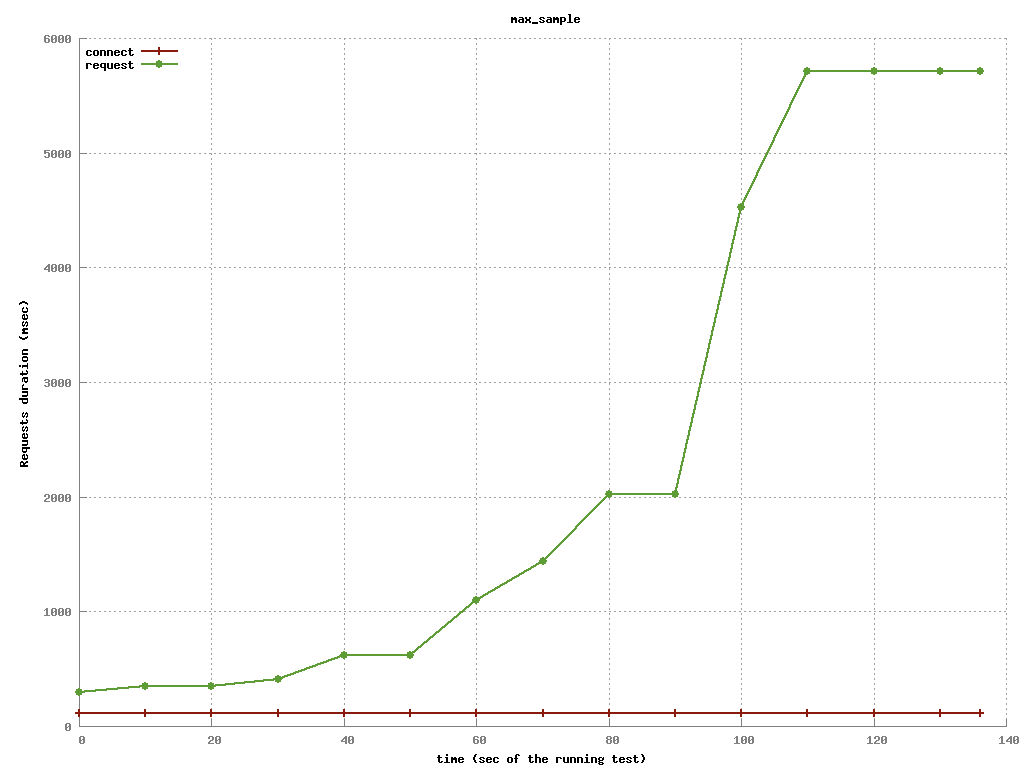 max_sample
6000
connect
request
5000
4000
3000
2000
1000
0
Requests duration (msec)
0 20 40 60 80 100 120 140
time (sec of the running test)